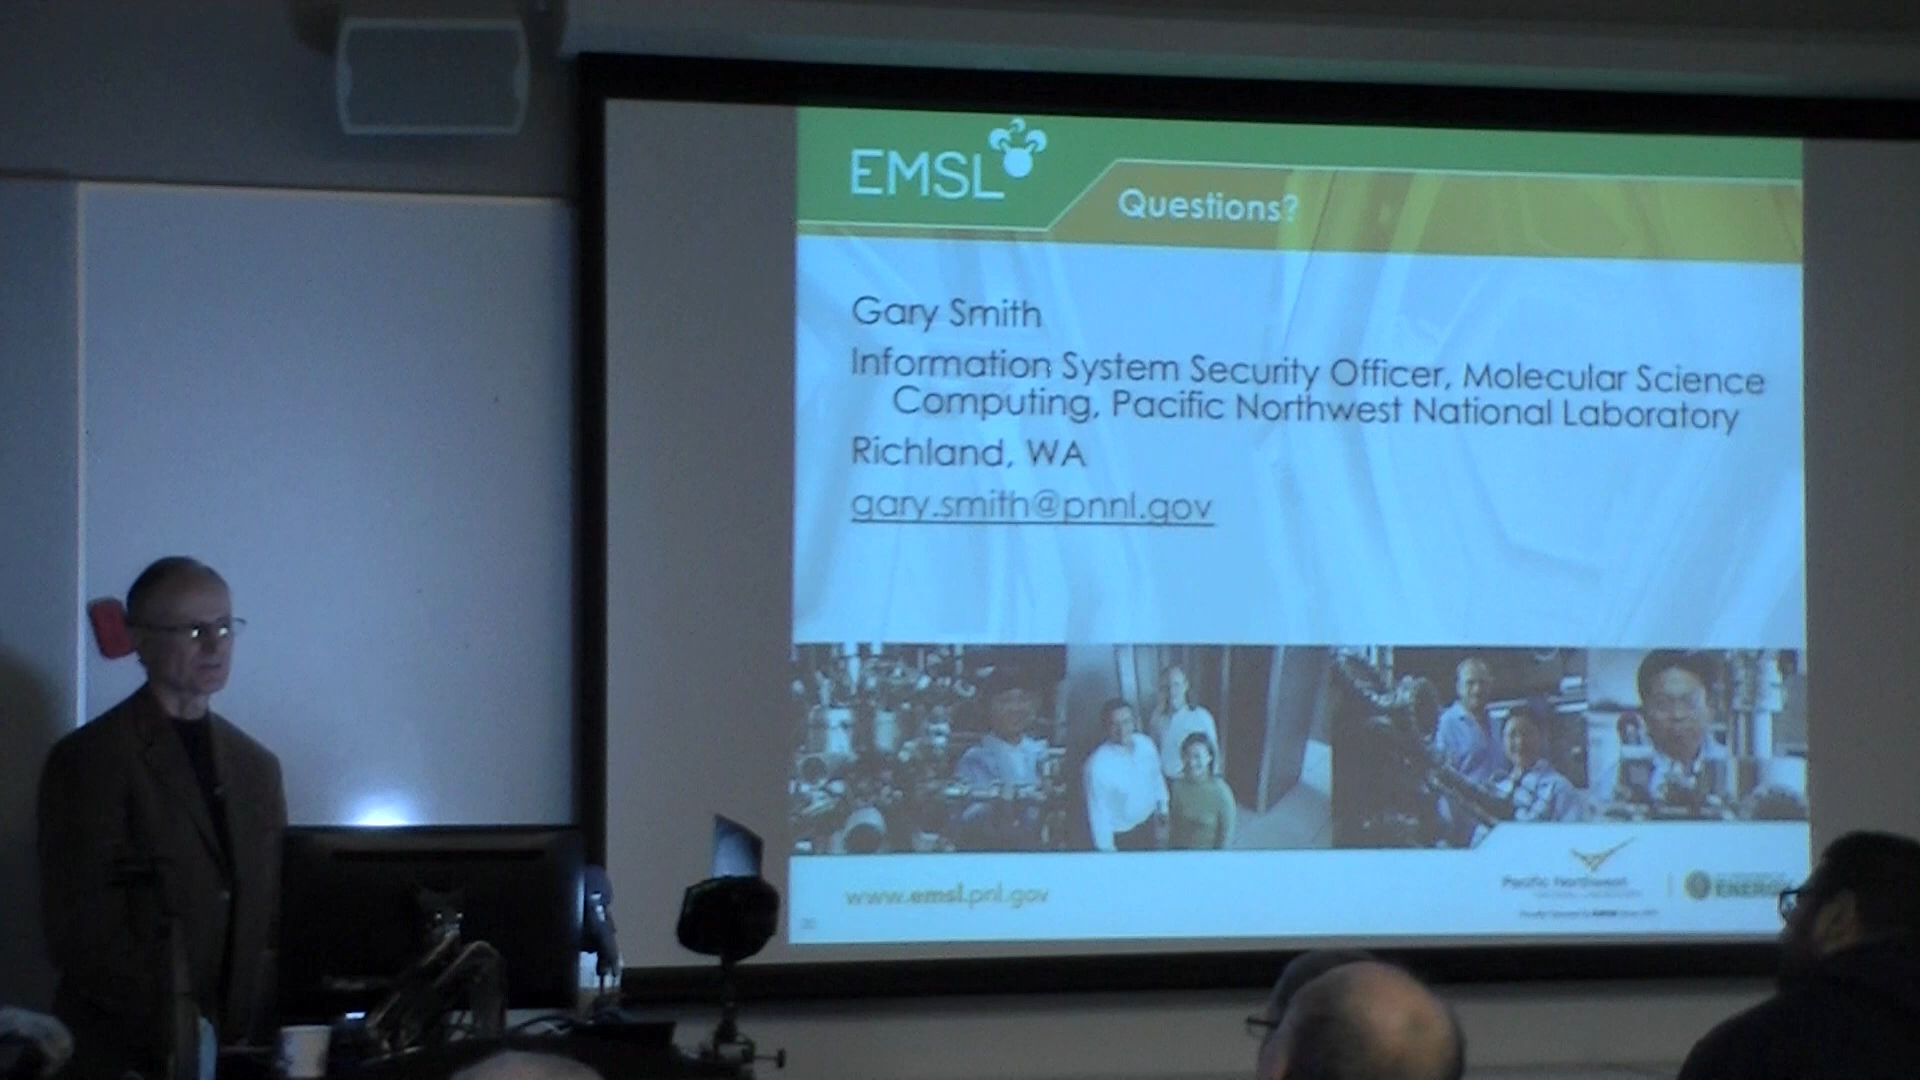 EMSL
Questions?
Gary Smith
Information System Security Officer, Molecular Science
Computing, Pacific Northwest National Laboratory
Richland, WA
gary.smith@pnnl.gov
www.emsl.pnl.gov
Pacific Northwest
ENERGY